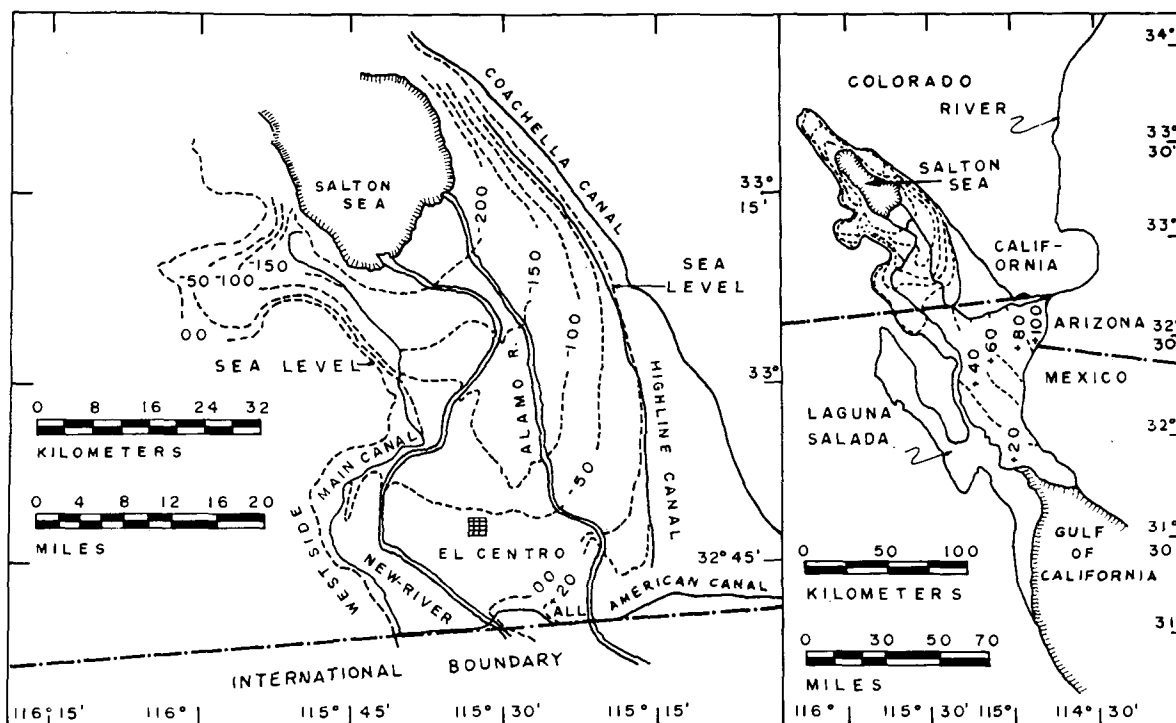 COACHELLA CANAL
SALTON
SEA
200
33°
15'
150
SEA
LEVEL
-50
-100
-150
00
100
SEA LEVEL
ALAMO R.
33°
0 8 16 24 32
KILOMETERS
HIGHLINE CANAL
MAIN CANAL
-50
0 4 8 12 16 20
MILES
WEST SIDE
EL CENTRO
32° 45'
NEW-RIVER
00
+20
ALL AMERICAN CANAL
INTERNATIONAL BOUNDARY
116° 15'
116°
115° 45'
115° 30'
115° 15'
34°
COLORADO
RIVER
33°
30'
SALTON
SEA
33°
CALIF-
ORNIA
ARIZONA
32°
30'
+40
+60
+80
+100
MEXICO
LAGUNA
SALADA
+20
32°
0 50 100
KILOMETERS
GULF
OF
CALIFORNIA
31°
30
31°
0 30 50 70
MILES
116°
115° 30'
115°
114° 30'